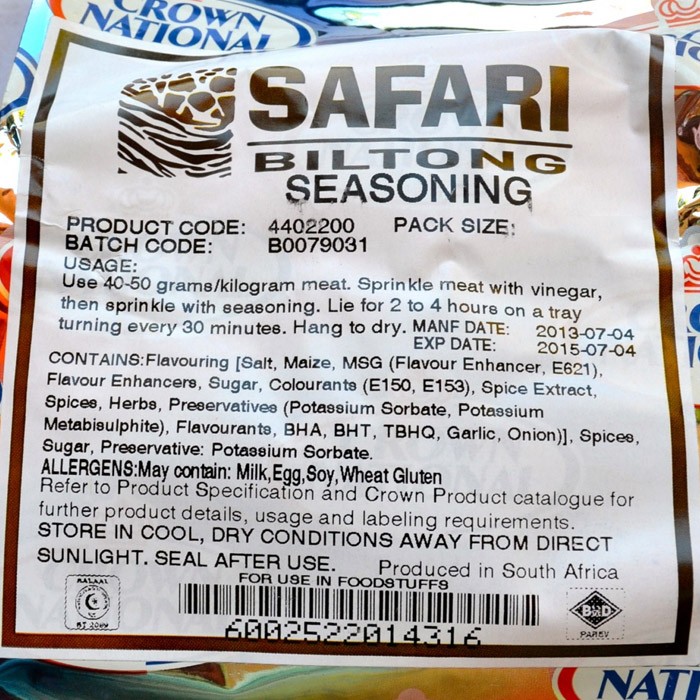 CROWN
NATIONAL
SAFARI
BILTONG
SEASONING
PRODUCT CODE: 4402200 PACK SIZE:
BATCH CODE: B0079031
USAGE:
Use 40-50 grams/kilogram meat. Sprinkle meat with vinegar,
then sprinkle with seasoning. Lie for 2 to 4 hours on a tray
turning every 30 minutes. Hang to dry. MANF DATE: 2013-07-04
EXP DATE: 2015-07-04
CONTAINS:Flavouring [Salt, Maize, MSG (Flavour Enhancer, E621),
Flavour Enhancers, Sugar, Colourants (E150, E153), Spice Extract,
Spices, Herbs, Preservatives (Potassium Sorbate, Potassium
Metabisulphite), Flavourants, BHA, BHT, TBHQ, Garlic, Onion)], Spices,
Sugar, Preservative: Potassium Sorbate.
ALLERGENS:May contain: Milk,Egg,Soy,Wheat Gluten
Refer to Product Specification and Crown Product catalogue for
further product details, usage and labeling requirements.
STORE IN COOL, DRY CONDITIONS AWAY FROM DIRECT
SUNLIGHT. SEAL AFTER USE. Produced in South Africa
FOR USE IN FOODSTUFFS
6002522014316
PAREV
NATI